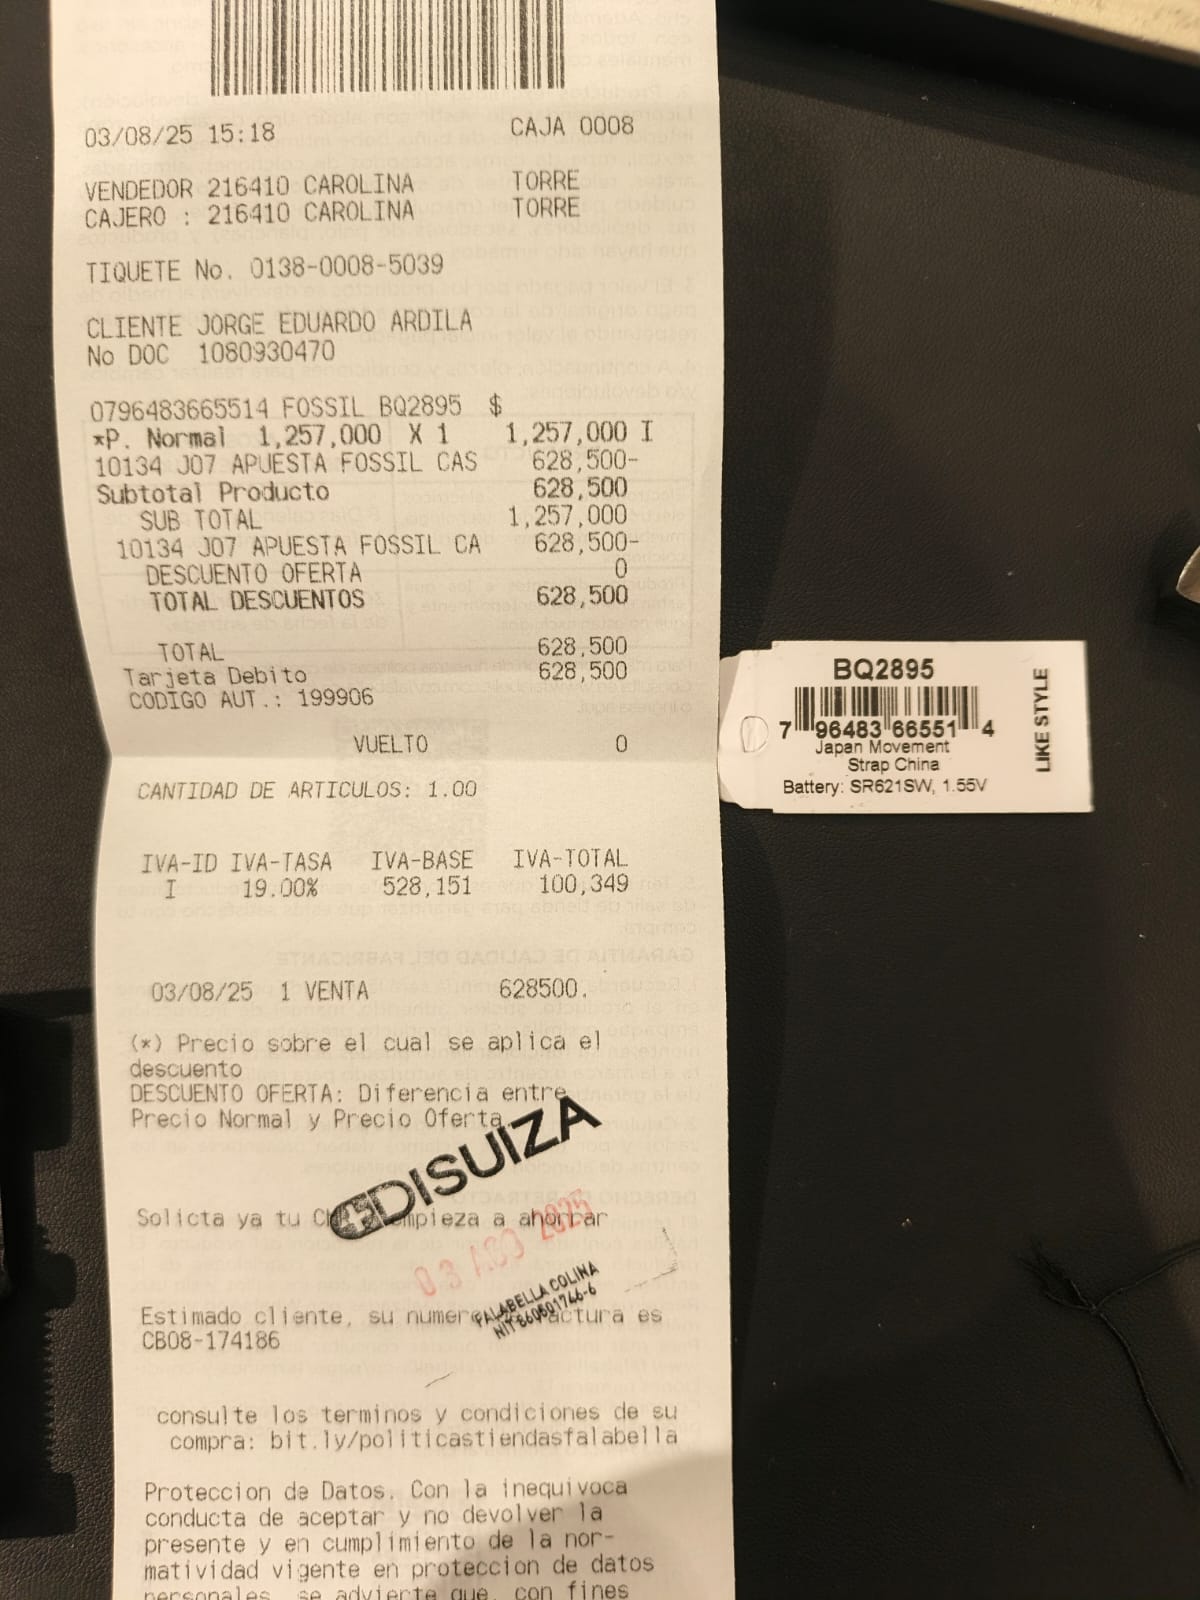 03/08/25 15:18 CAJA 0008
VENDEDOR 216410 CAROLINA TORRE
CAJERO : 216410 CAROLINA TORRE
TIQUETE No. 0138-0008-5039
CLIENTE JORGE EDUARDO ARDILA
No DOC 1080930470
0796483665514 FOSSIL BQ2895 $
*P. Normal 1,257,000 X 1 1,257,000 I
10134 J07 APUESTA FOSSIL CAS 628,500-
Subtotal Producto 628,500
SUB TOTAL 1,257,000
10134 J07 APUESTA FOSSIL CA 628,500-
DESCUENTO OFERTA 0
TOTAL DESCUENTOS 628,500
TOTAL 628,500
Tarjeta Debito 628,500
CODIGO AUT.: 199906
VUELTO 0
CANTIDAD DE ARTICULOS: 1.00
IVA-ID IVA-TASA IVA-BASE IVA-TOTAL
I 19.00% 528,151 100,349
03/08/25 1 VENTA 628500.
(*) Precio sobre el cual se aplica el
descuento
DESCUENTO OFERTA: Diferencia entre
Precio Normal y Precio Oferta
DISUIZA
Solicta ya tu empieza a ahorrar
03 AGO 2025
FALABELLA COLINA
NIT 860501746-6
Estimado cliente, su numero factura es
CB08-174186
consulte los terminos y condiciones de su
compra: bit.ly/politicastiendasfalabella
Proteccion de Datos. Con la inequivoca
conducta de aceptar y no devolver la
presente y en cumplimiento de la nor-
matividad vigente en proteccion de datos
personales, se advierte que, con fines
BQ2895
7 96483 66551 4
Japan Movement
Strap China
Battery: SR621SW, 1.55V
LIKE STYLE